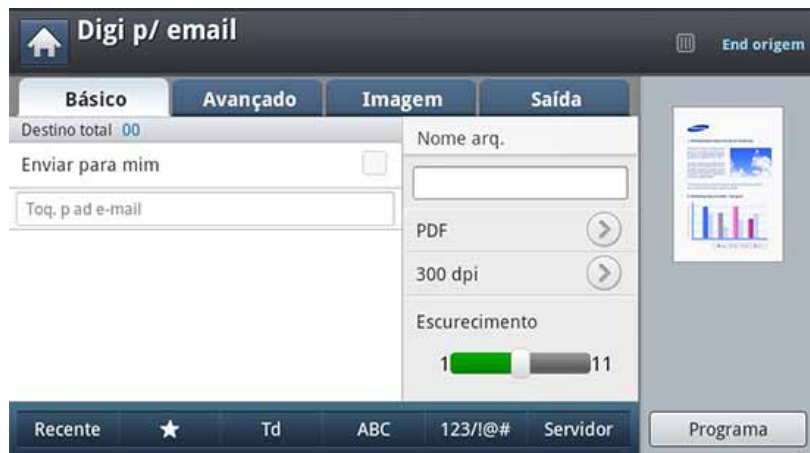 Digi p/ email
End origem
Básico Avançado Imagem Saída
Destino total 00
Enviar para mim
Toq. p ad e-mail
Nome arq.
PDF
300 dpi
Escurecimento
1 11
Recente Td ABC 123/!@# Servidor
Programa